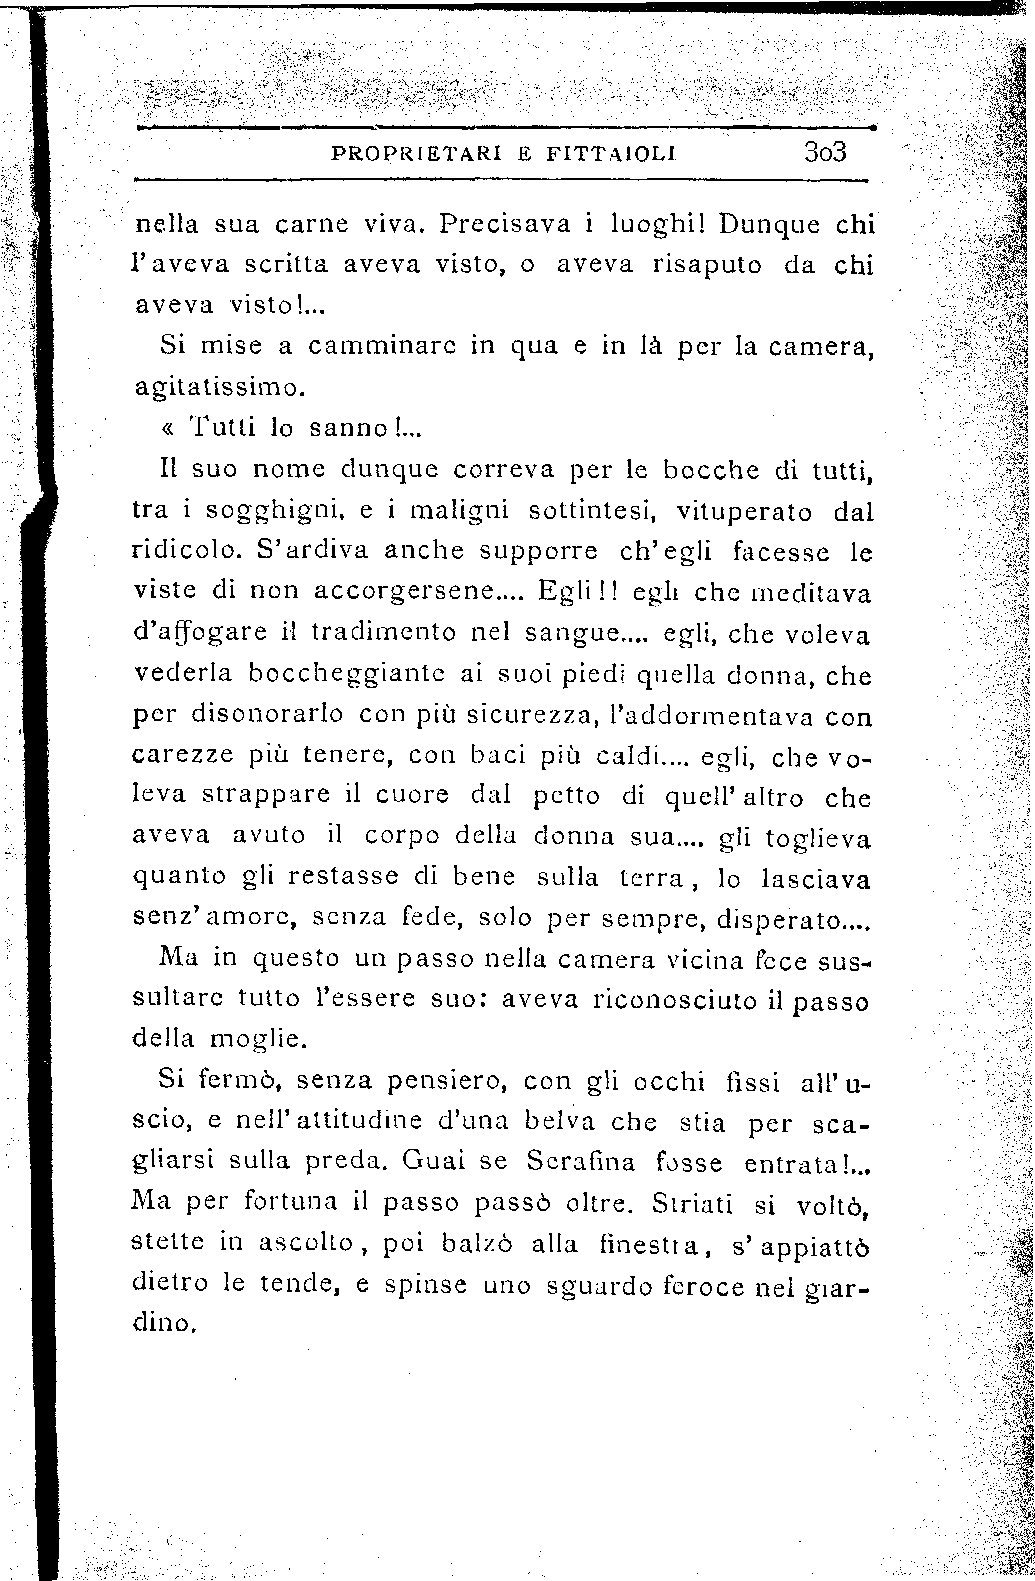 PROPRIETARI E FITTAIOLI 303
nella sua carne viva. Precisava i luoghi! Dunque chi
l'aveva scritta aveva visto, o aveva risaputo da chi
aveva visto!...
Si mise a camminare in qua e in là per la camera,
agitatissimo.
« Tutti lo sanno!...
Il suo nome dunque correva per le bocche di tutti,
tra i sogghigni, e i maligni sottintesi, vituperato dal
ridicolo. S'ardiva anche supporre ch'egli facesse le
viste di non accorgersene.... Egli!! egli che meditava
d'affogare il tradimento nel sangue.... egli, che voleva
vederla boccheggiante ai suoi piedi quella donna, che
per disonorarlo con più sicurezza, l'addormentava con
carezze più tenere, con baci più caldi.... egli, che vo-
leva strappare il cuore dal petto di quell'altro che
aveva avuto il corpo della donna sua.... gli toglieva
quanto gli restasse di bene sulla terra, lo lasciava
senz'amore, senza fede, solo per sempre, disperato....
Ma in questo un passo nella camera vicina fece sus-
sultare tutto l'essere suo: aveva riconosciuto il passo
della moglie.
Si fermò, senza pensiero, con gli occhi fissi all'u-
scio, e nell'attitudine d'una belva che stia per sca-
gliarsi sulla preda. Guai se Serafina fosse entrata!...
Ma per fortuna il passo passò oltre. Striati si voltò,
stette in ascolto, poi balzò alla finestra, s'appiattò
dietro le tende, e spinse uno sguardo feroce nel giar-
dino.